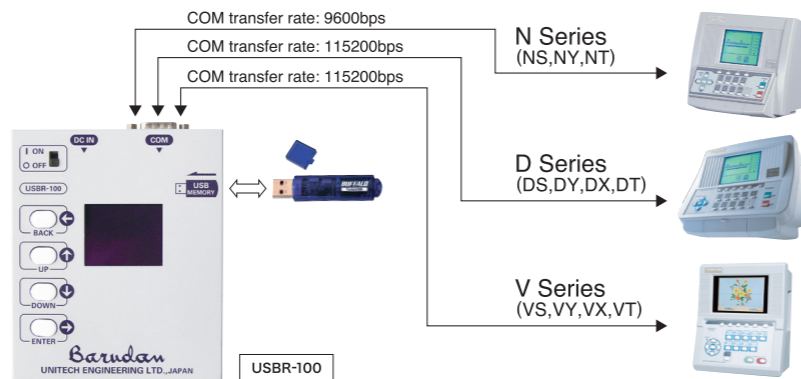 COM transfer rate: 9600bps
COM transfer rate: 115200bps
COM transfer rate: 115200bps
N Series
(NS,NY,NT)
D Series
(DS,DY,DX,DT)
V Series
(VS,VY,VX,VT)
DC IN
COM
I ON
O OFF
USBR-100
USB
MEMORY
BUFFALO
BACK
UP
DOWN
ENTER
Barudan
UNITECH ENGINEERING LTD.,JAPAN
USBR-100